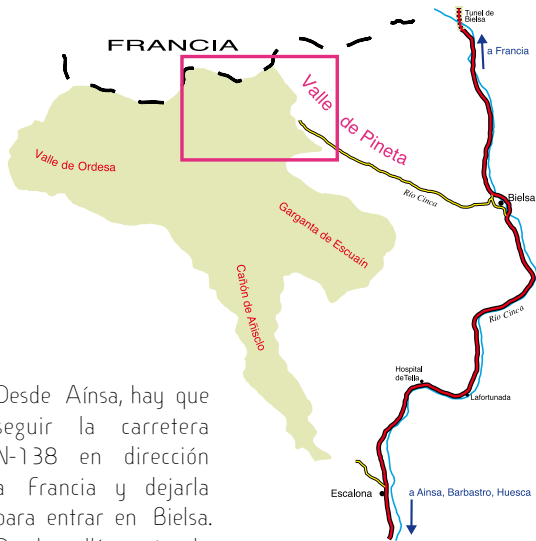 Tunel de
Bielsa
FRANCIA
a Francia
Valle de Pineta
Valle de Ordesa
Río Cinca
Bielsa
Garganta de Escuaín
Cañón de Añisclo
Río Cinca
Hospital
deTella
Lafortunada
Desde Aínsa, hay que
seguir la carretera
N-138 en dirección
a Francia y dejarla
para entrar en Bielsa.
Escalona
a Ainsa, Barbastro, Huesca